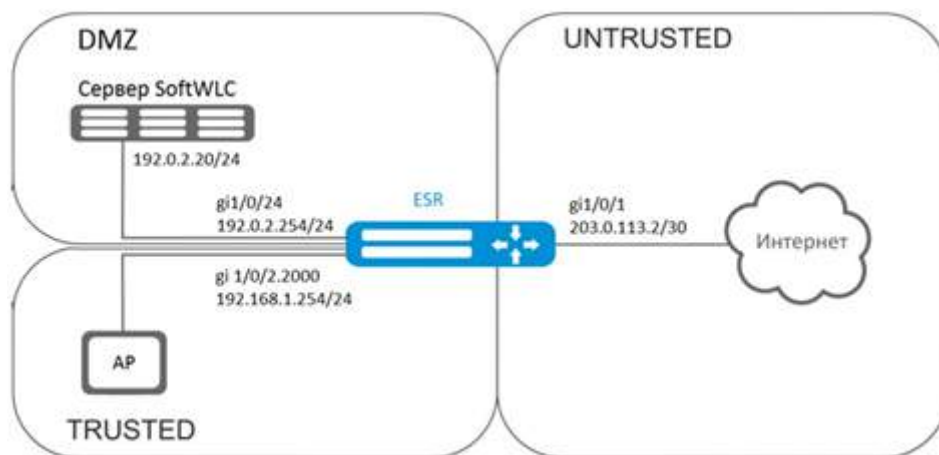 DMZ
Сервер SoftWLC
192.0.2.20/24
gi1/0/24
192.0.2.254/24
ESR
gi 1/0/2.2000
192.168.1.254/24
AP
TRUSTED
UNTRUSTED
gi1/0/1
203.0.113.2/30
Интернет